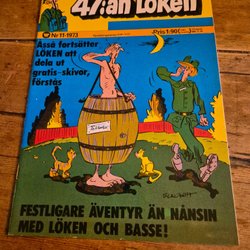 47:an Löken
Pris 1:90
Nr 11-1973
Åsså fortsätter
LÖKEN att
dela ut
gratis-skivor,
förstås
FESTLIGARE ÄVENTYR ÄN NÅNSIN
MED LÖKEN OCH BASSE!